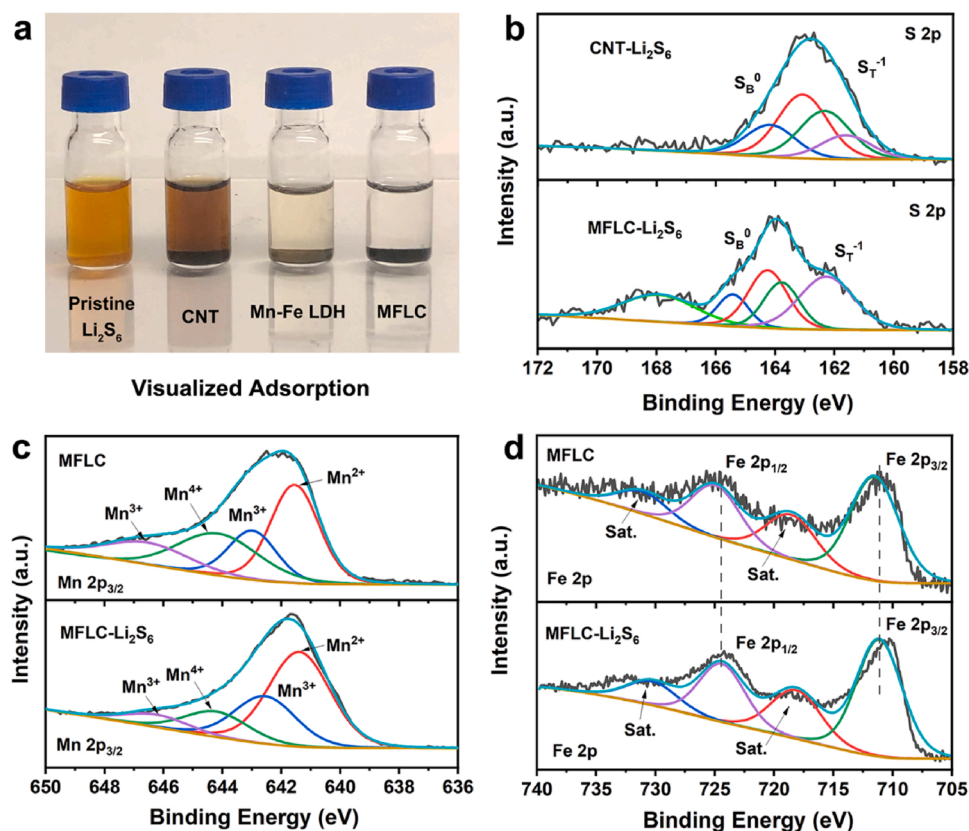 a
Pristine
Li₂S₆
CNT
Mn-Fe LDH
MFLC
Visualized Adsorption
b
CNT-Li₂S₆
S 2p
S_B⁰
S_T⁻¹
MFLC-Li₂S₆
S 2p
S_B⁰
S_T⁻¹
Intensity (a.u.)
172 170 168 166 164 162 160 158
Binding Energy (eV)
c
MFLC
Mn²⁺
Mn⁴⁺
Mn³⁺
Mn³⁺
Mn 2p₃/₂
MFLC-Li₂S₆
Mn²⁺
Mn⁴⁺
Mn³⁺
Mn³⁺
Mn 2p₃/₂
Intensity (a.u.)
650 648 646 644 642 640 638 636
Binding Energy (eV)
d
MFLC
Fe 2p₁/₂
Fe 2p₃/₂
Sat.
Sat.
Fe 2p
MFLC-Li₂S₆
Fe 2p₁/₂
Fe 2p₃/₂
Sat.
Sat.
Fe 2p
Intensity (a.u.)
740 735 730 725 720 715 710 705
Binding Energy (eV)